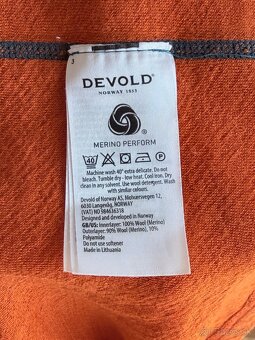 3
DEVOLD®
NORWAY 1853
®
MERINO PERFORM
40 P
Machine wash 40° extra delicate. Do not
bleach. Tumble dry - low heat. Cool iron. Dry
clean in any solvent. Use wool detergent. Wash
with similar colours.
Devold of Norway AS, Melsnesvegen 12,
6030 Langevåg, NORWAY
(VAT) NO 984636318
Designed and developed in Norway
GB/US: Innerlayer: 100% Wool (Merino)
Outerlayer: 90% Wool (Merino), 10%
Polyamide
Do not use softener
Made in Lithuania